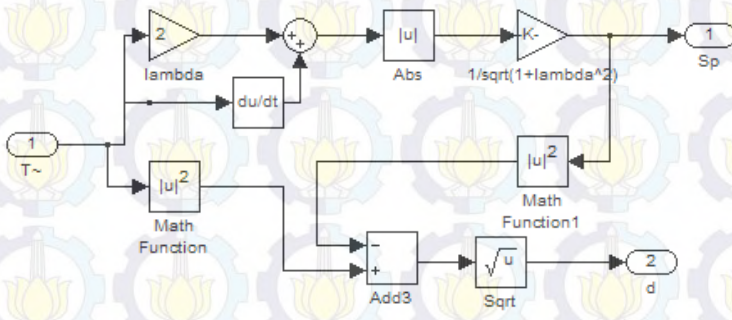 2
lambda
+
+
|u|
Abs
-K-
1/sqrt(1+lambda^2)
1
Sp
du/dt
1
T~
|u|²
Math
Function
|u|²
Math
Function1
−
+
Add3
√u
Sqrt
2
d